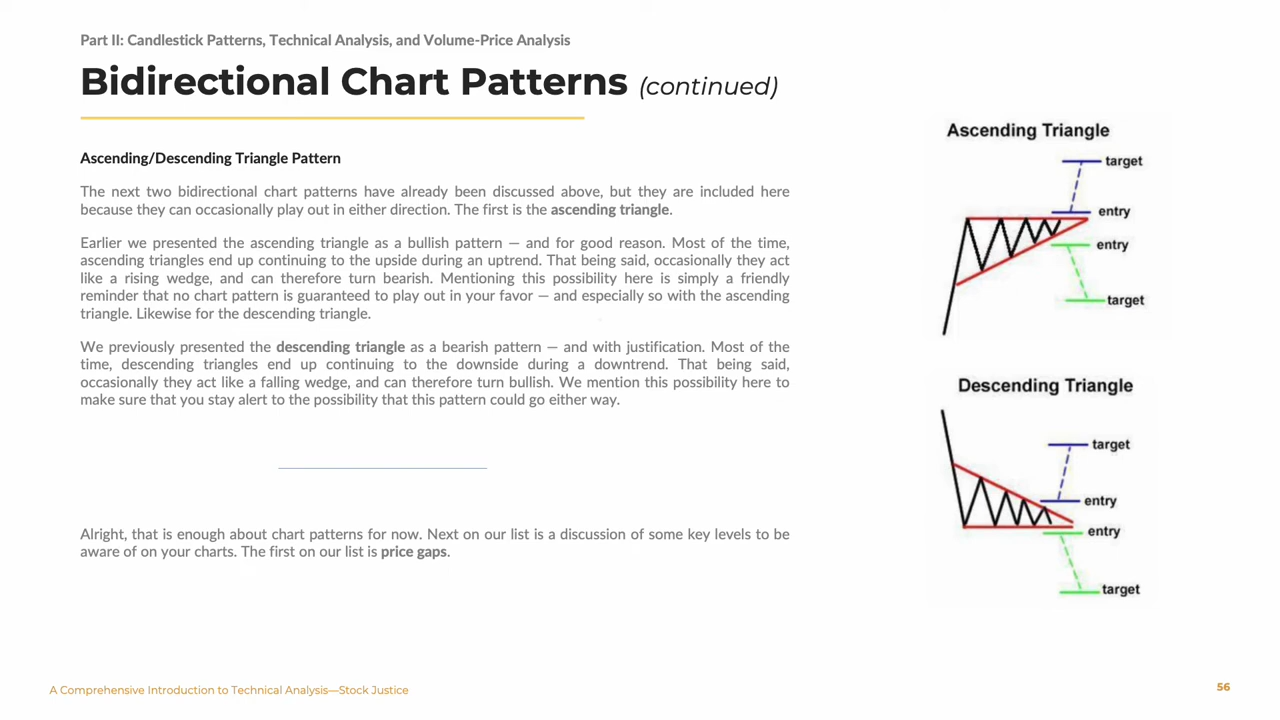 Part II: Candlestick Patterns, Technical Analysis, and Volume-Price Analysis
Bidirectional Chart Patterns (continued)
Ascending/Descending Triangle Pattern
The next two bidirectional chart patterns have already been discussed above, but they are included here
because they can occasionally play out in either direction. The first is the ascending triangle.
Earlier we presented the ascending triangle as a bullish pattern — and for good reason. Most of the time,
ascending triangles end up continuing to the upside during an uptrend. That being said, occasionally they act
like a rising wedge, and can therefore turn bearish. Mentioning this possibility here is simply a friendly
reminder that no chart pattern is guaranteed to play out in your favor — and especially so with the ascending
triangle. Likewise for the descending triangle.
We previously presented the descending triangle as a bearish pattern — and with justification. Most of the
time, descending triangles end up continuing to the downside during a downtrend. That being said,
occasionally they act like a falling wedge, and can therefore turn bullish. We mention this possibility here to
make sure that you stay alert to the possibility that this pattern could go either way.
Alright, that is enough about chart patterns for now. Next on our list is a discussion of some key levels to be
aware of on your charts. The first on our list is price gaps.
Ascending Triangle
target
entry
entry
target
Descending Triangle
target
entry
entry
target
A Comprehensive Introduction to Technical Analysis—Stock Justice
56